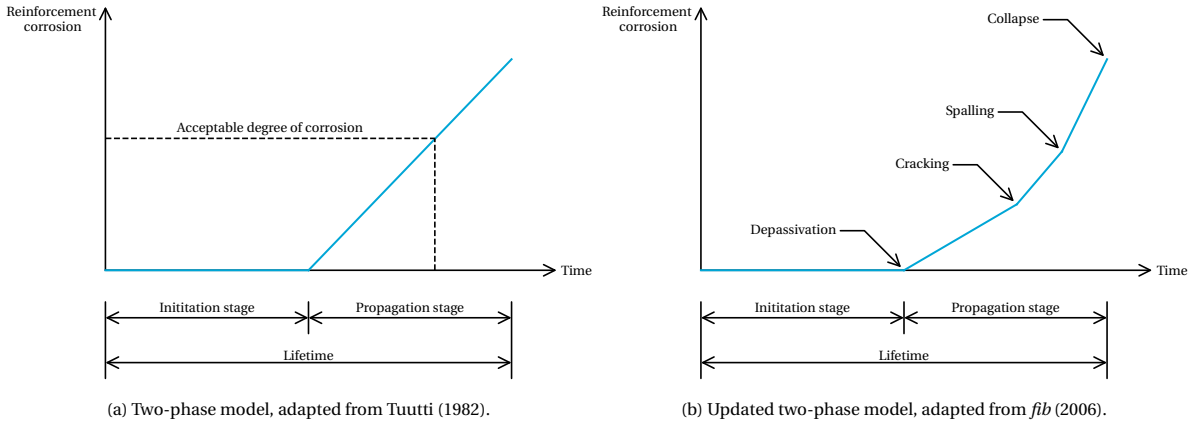 Reinforcement
corrosion
Acceptable degree of corrosion
Time
Inititation stage
Propagation stage
Lifetime
(a) Two-phase model, adapted from Tuutti (1982).
Reinforcement
corrosion
Collapse
Spalling
Cracking
Depassivation
Time
Inititation stage
Propagation stage
Lifetime
(b) Updated two-phase model, adapted from fib (2006).